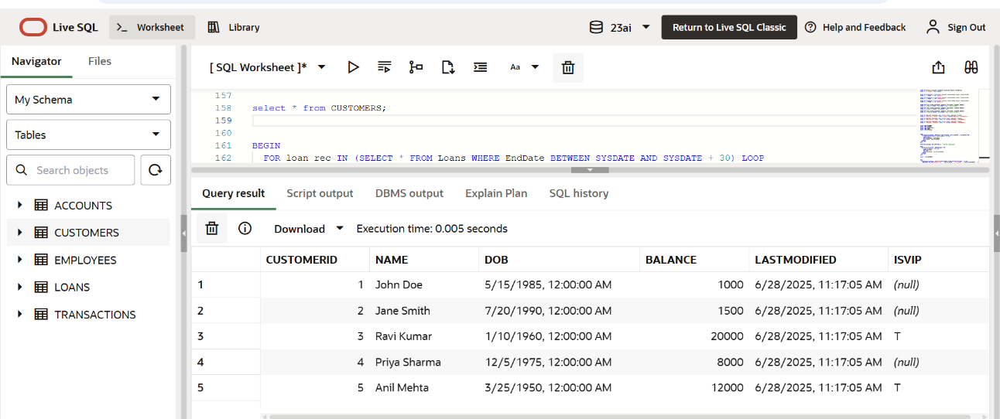 Live SQL >_ Worksheet Library 23ai Return to Live SQL Classic Help and Feedback Sign Out
Navigator Files
[ SQL Worksheet ]* Aa
My Schema
Tables
Search objects
ACCOUNTS
CUSTOMERS
EMPLOYEES
LOANS
TRANSACTIONS
157
158 select * from CUSTOMERS;
159
160
161 BEGIN
162 FOR loan_rec IN (SELECT * FROM Loans WHERE EndDate BETWEEN SYSDATE AND SYSDATE + 30) LOOP
Query result Script output DBMS output Explain Plan SQL history
Download Execution time: 0.005 seconds
CUSTOMERID NAME DOB BALANCE LASTMODIFIED ISVIP
1 1 John Doe 5/15/1985, 12:00:00 AM 1000 6/28/2025, 11:17:05 AM (null)
2 2 Jane Smith 7/20/1990, 12:00:00 AM 1500 6/28/2025, 11:17:05 AM (null)
3 3 Ravi Kumar 1/10/1960, 12:00:00 AM 20000 6/28/2025, 11:17:05 AM T
4 4 Priya Sharma 12/5/1975, 12:00:00 AM 8000 6/28/2025, 11:17:05 AM (null)
5 5 Anil Mehta 3/25/1950, 12:00:00 AM 12000 6/28/2025, 11:17:05 AM T